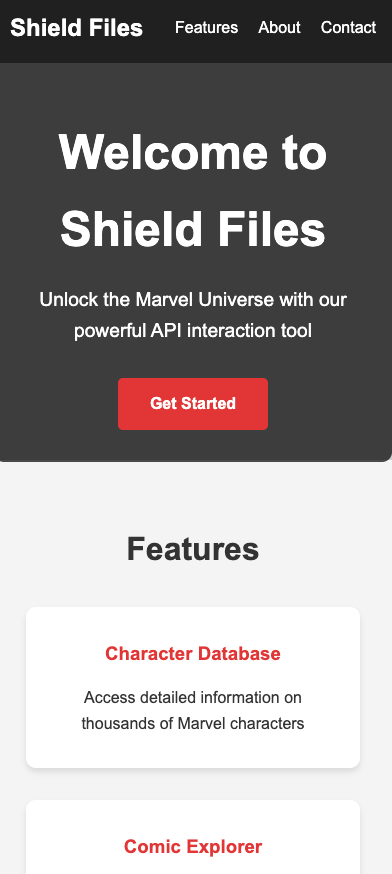 Shield Files Features About Contact
Welcome to
Shield Files
Unlock the Marvel Universe with our
powerful API interaction tool
Get Started
Features
Character Database
Access detailed information on
thousands of Marvel characters
Comic Explorer